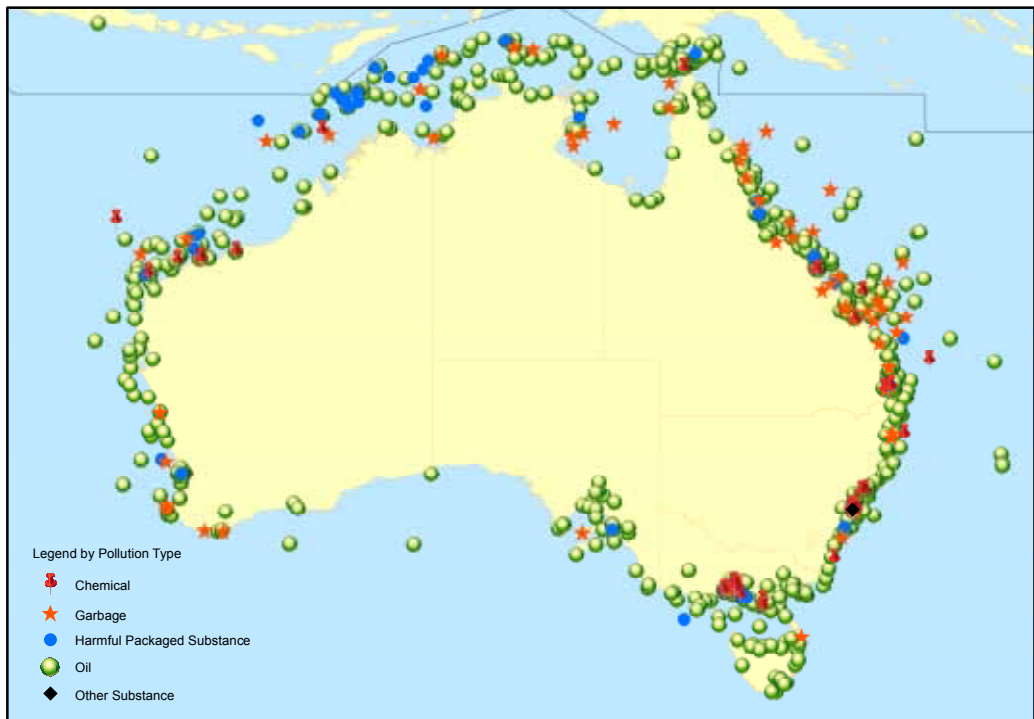 Legend by Pollution Type
Chemical
Garbage
Harmful Packaged Substance
Oil
Other Substance